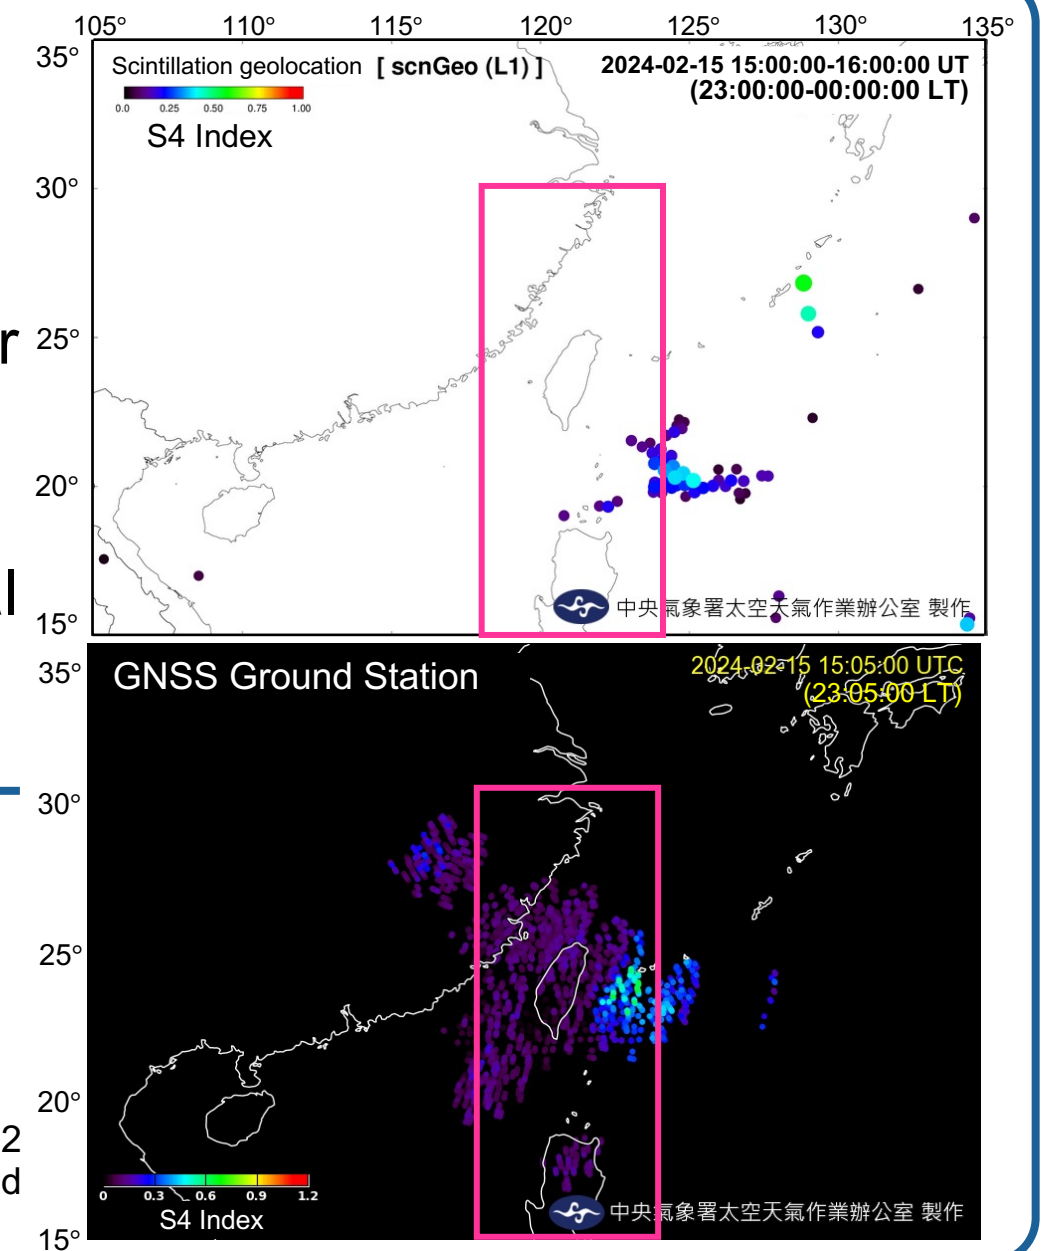 105° 110° 115° 120° 125° 130° 135°
35°
Scintillation geolocation [ scnGeo (L1) ]
2024-02-15 15:00:00-16:00:00 UT
(23:00:00-00:00:00 LT)
0.0 0.25 0.50 0.75 1.00
S4 Index
30°
r
25°
20°
15°
中央氣象署太空天氣作業辦公室 製作
35°
GNSS Ground Station
2024-02-15 15:05:00 UTC
(23:05:00 LT)
30°
25°
20°
2
d
0 0.3 0.6 0.9 1.2
S4 Index
中央氣象署太空天氣作業辦公室 製作
15°